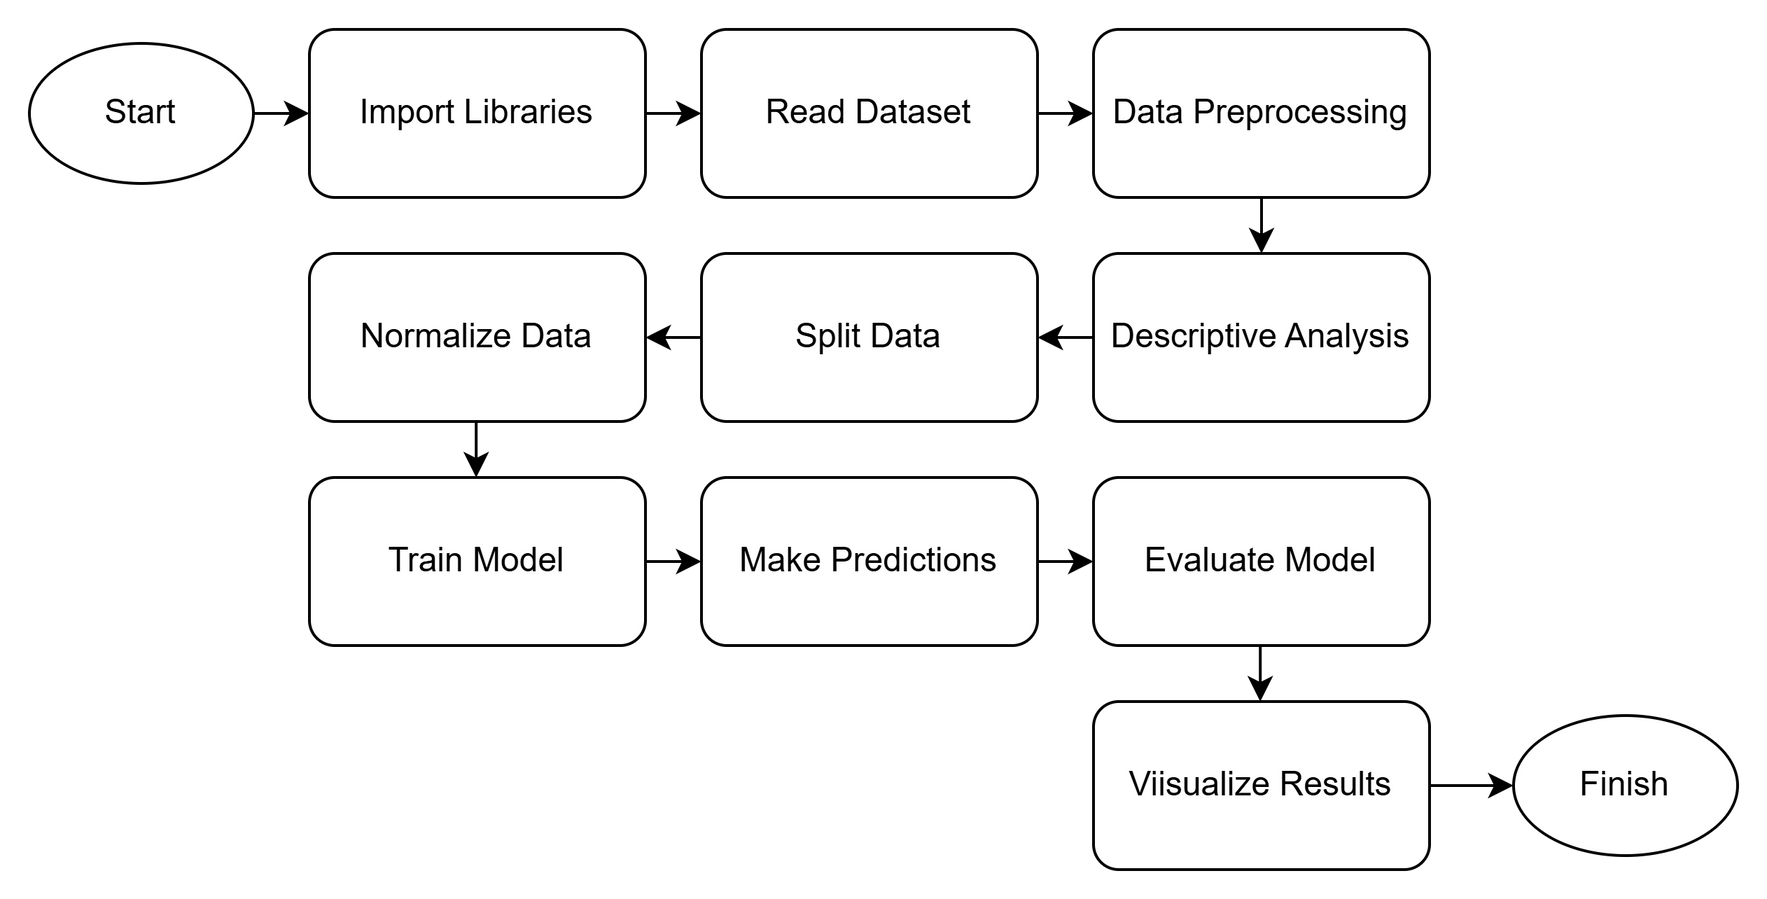 Start
Import Libraries
Read Dataset
Data Preprocessing
Descriptive Analysis
Split Data
Normalize Data
Train Model
Make Predictions
Evaluate Model
Viisualize Results
Finish